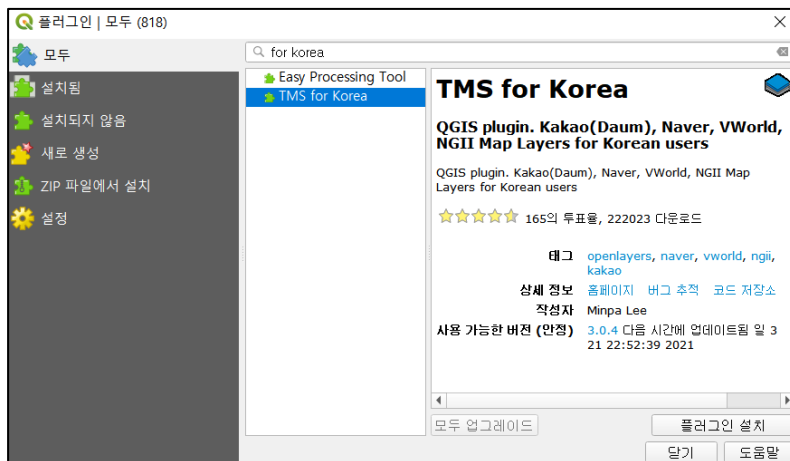 플러그인 | 모두 (818)
모두
설치됨
설치되지 않음
새로 생성
ZIP 파일에서 설치
설정
for korea
Easy Processing Tool
TMS for Korea
TMS for Korea
QGIS plugin. Kakao(Daum), Naver, VWorld,
NGII Map Layers for Korean users
QGIS plugin. Kakao(Daum), Naver, VWorld, NGII Map
Layers for Korean users
165의 투표율, 222023 다운로드
태그 openlayers, naver, vworld, ngii,
kakao
상세 정보 홈페이지 버그 추적 코드 저장소
작성자 Minpa Lee
사용 가능한 버전 (안정) 3.0.4 다음 시간에 업데이트됨 일 3
21 22:52:39 2021
모두 업그레이드
플러그인 설치
닫기
도움말